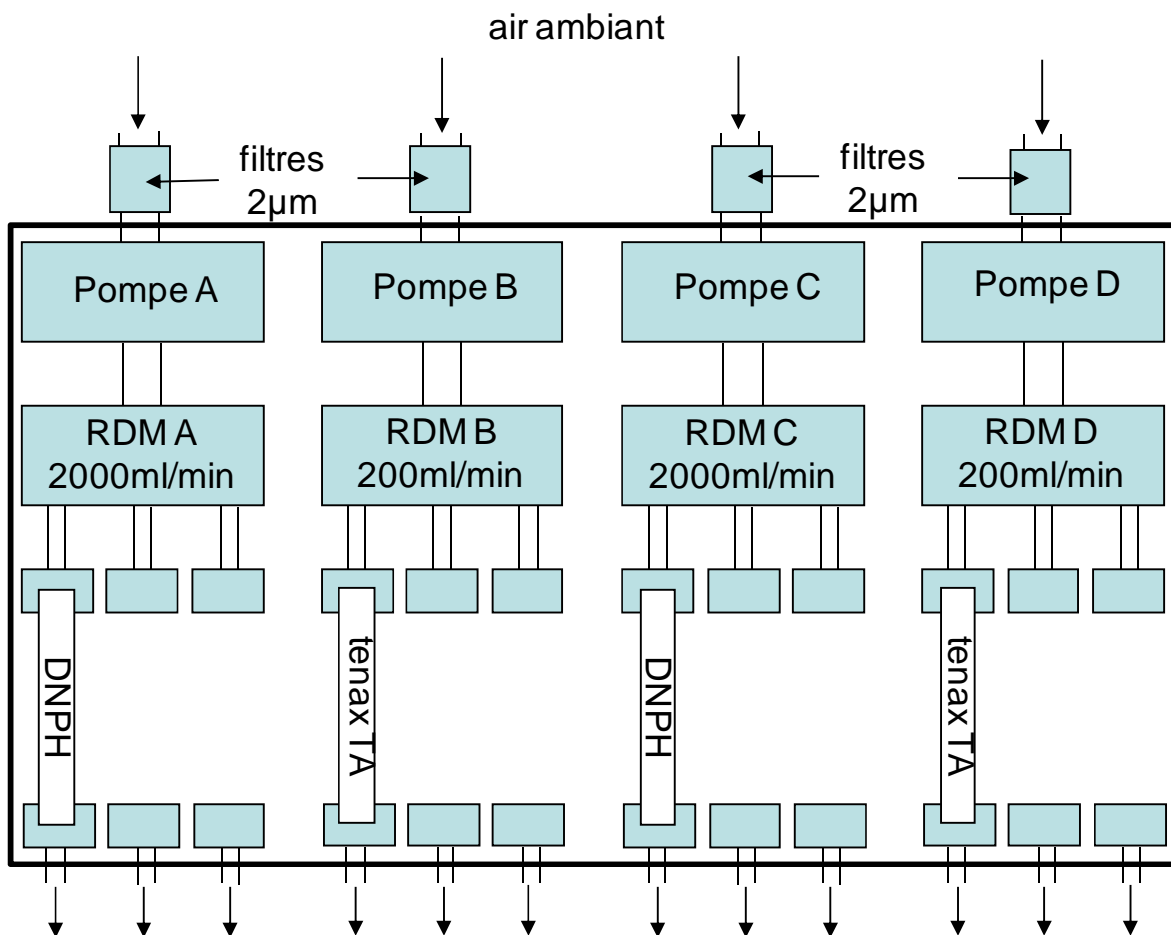 air ambiant
filtres
2µm
filtres
2µm
Pompe A
Pompe B
Pompe C
Pompe D
RDM A
2000ml/min
RDM B
200ml/min
RDM C
2000ml/min
RDM D
200ml/min
DNPH
tenax TA
DNPH
tenax TA